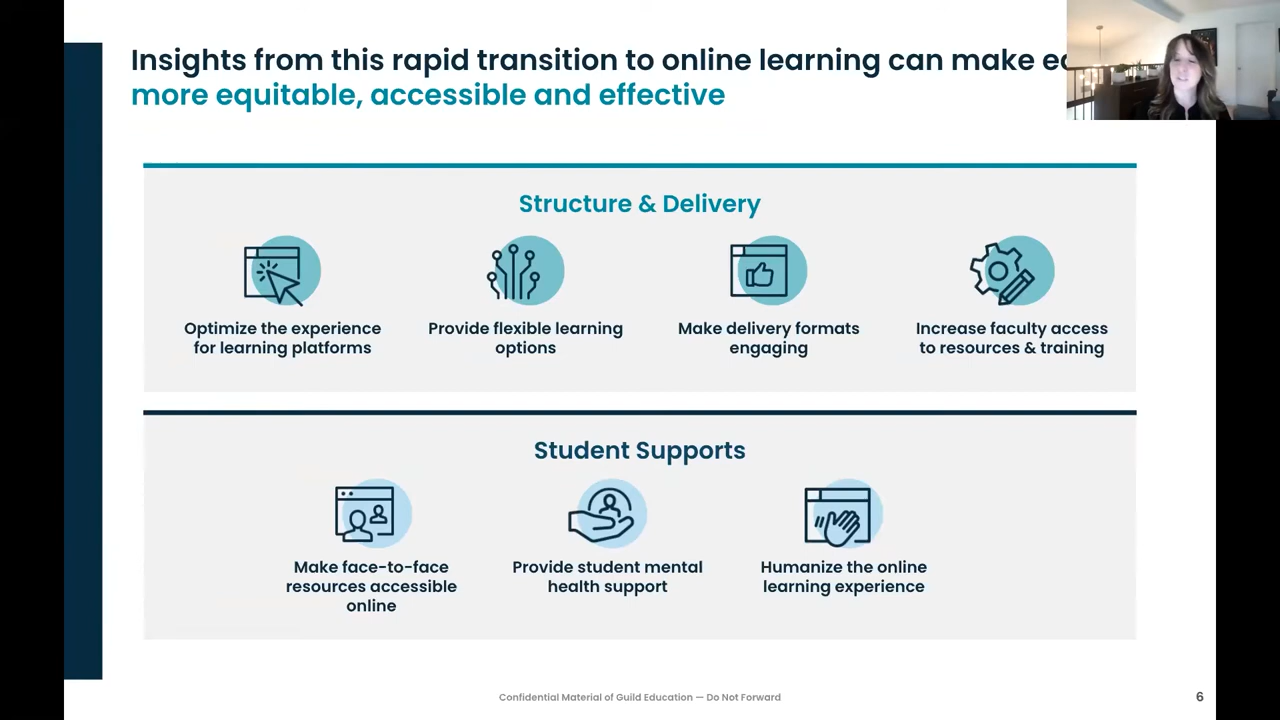 Insights from this rapid transition to online learning can make
more equitable, accessible and effective
Structure & Delivery
Optimize the experience
for learning platforms
Provide flexible learning
options
Make delivery formats
engaging
Increase faculty access
to resources & training
Student Supports
Make face-to-face
resources accessible
online
Provide student mental
health support
Humanize the online
learning experience
Confidential Material of Guild Education — Do Not Forward
6